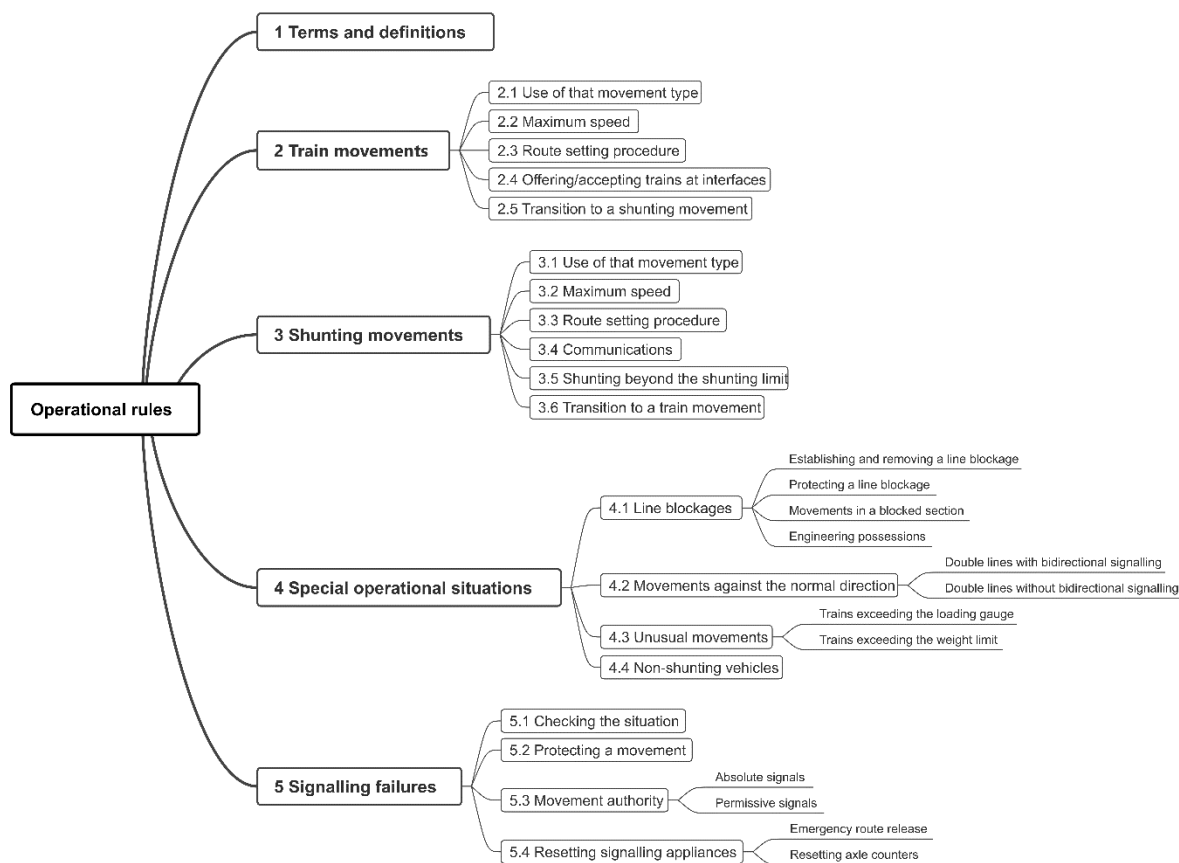 Operational rules
1 Terms and definitions
2 Train movements
2.1 Use of that movement type
2.2 Maximum speed
2.3 Route setting procedure
2.4 Offering/accepting trains at interfaces
2.5 Transition to a shunting movement
3 Shunting movements
3.1 Use of that movement type
3.2 Maximum speed
3.3 Route setting procedure
3.4 Communications
3.5 Shunting beyond the shunting limit
3.6 Transition to a train movement
4 Special operational situations
4.1 Line blockages
Establishing and removing a line blockage
Protecting a line blockage
Movements in a blocked section
Engineering possessions
4.2 Movements against the normal direction
Double lines with bidirectional signalling
Double lines without bidirectional signalling
4.3 Unusual movements
Trains exceeding the loading gauge
Trains exceeding the weight limit
4.4 Non-shunting vehicles
5 Signalling failures
5.1 Checking the situation
5.2 Protecting a movement
5.3 Movement authority
Absolute signals
Permissive signals
5.4 Resetting signalling appliances
Emergency route release
Resetting axle counters